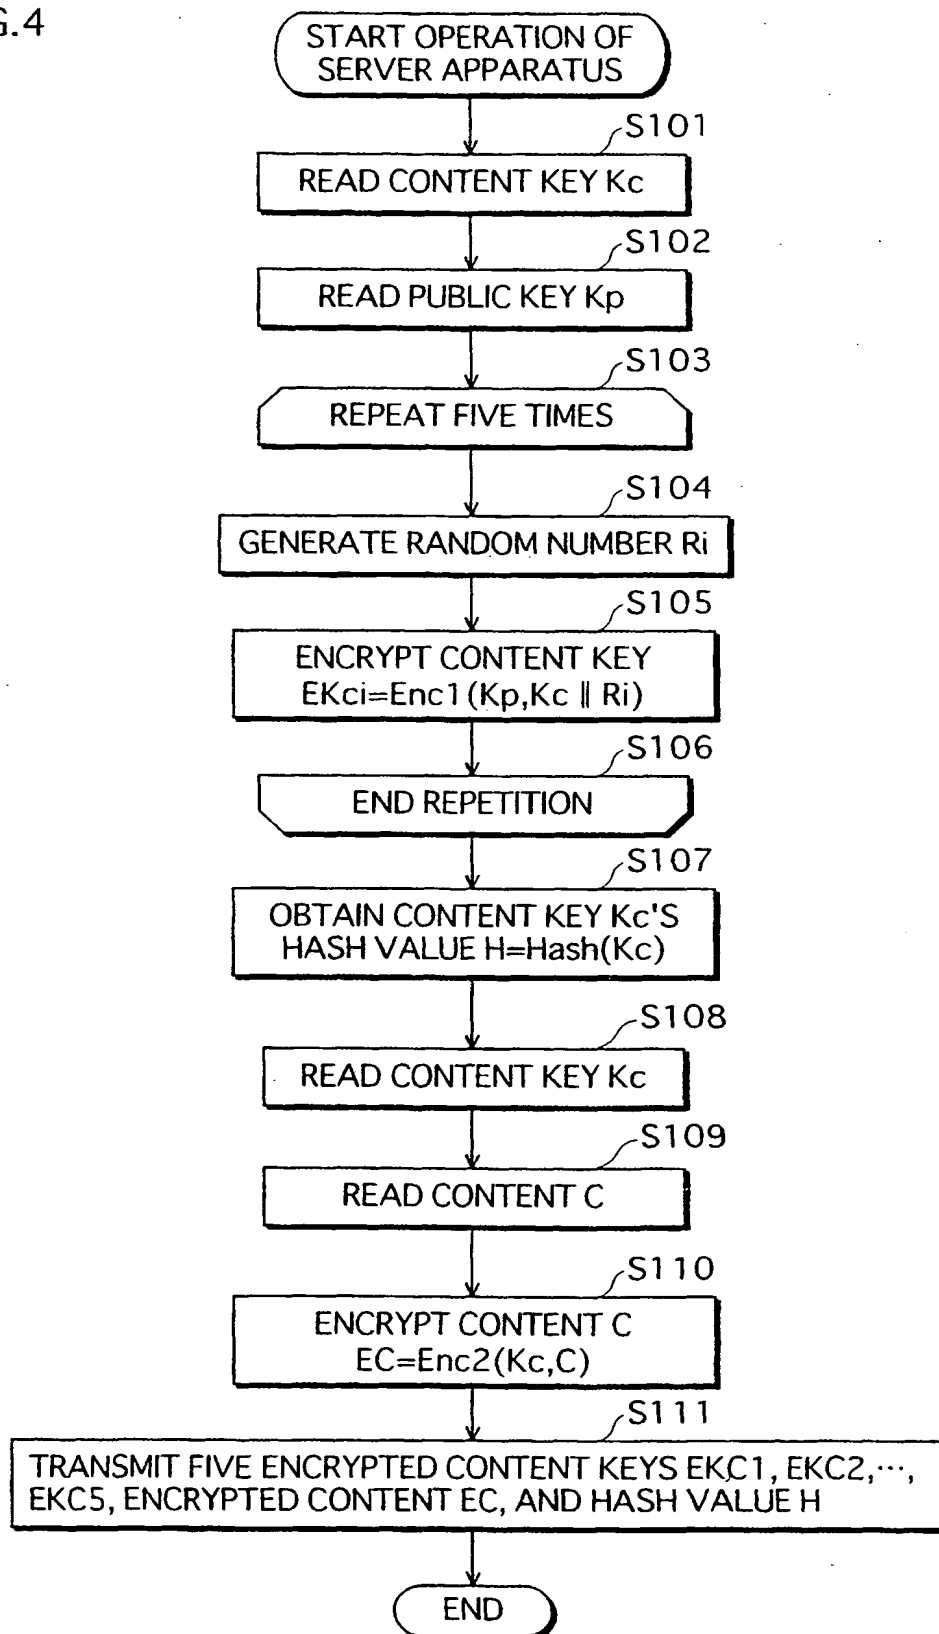 G.4
START OPERATION OF
SERVER APPARATUS
S101
READ CONTENT KEY Kc
S102
READ PUBLIC KEY Kp
S103
REPEAT FIVE TIMES
S104
GENERATE RANDOM NUMBER Ri
S105
ENCRYPT CONTENT KEY
EKci=Enc1(Kp,Kc || Ri)
S106
END REPETITION
S107
OBTAIN CONTENT KEY Kc'S
HASH VALUE H=Hash(Kc)
S108
READ CONTENT KEY Kc
S109
READ CONTENT C
S110
ENCRYPT CONTENT C
EC=Enc2(Kc,C)
S111
TRANSMIT FIVE ENCRYPTED CONTENT KEYS EKC1, EKC2,⋯,
EKC5, ENCRYPTED CONTENT EC, AND HASH VALUE H
END